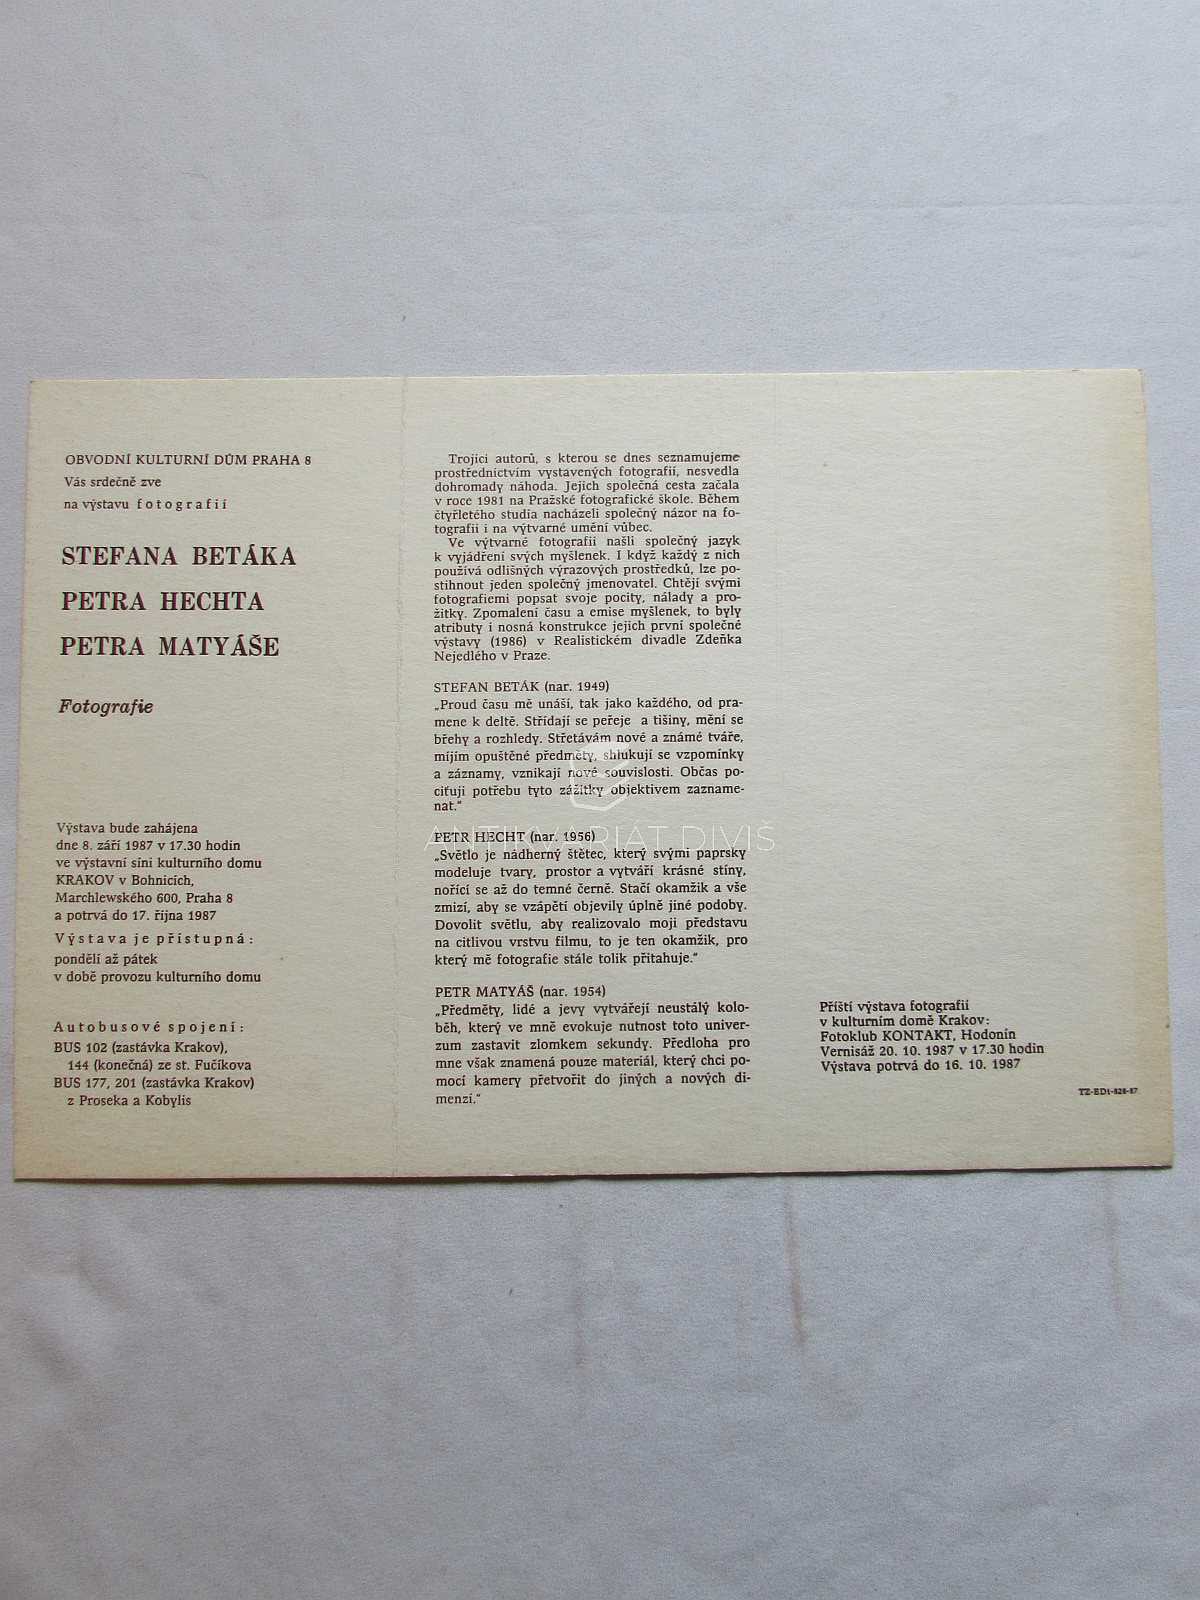 OBVODNÍ KULTURNÍ DŮM PRAHA 8
Vás srdečně zve
na výstavu fotografií
STEFANA BETÁKA
PETRA HECHTA
PETRA MATYÁŠE
Fotografie
Výstava bude zahájena
dne 8. září 1987 v 17.30 hodin
ve výstavní síni kulturního domu
KRAKOV v Bohnicích,
Marchlewského 600, Praha 8
a potrvá do 17. října 1987
Výstava je přístupná:
pondělí až pátek
v době provozu kulturního domu
Autobusové spojení:
BUS 102 (zastávka Krakov),
144 (konečná) ze st. Fučíkova
BUS 177, 201 (zastávka Krakov)
z Proseka a Kobylis
Trojici autorů, s kterou se dnes seznamujeme
prostřednictvím vystavených fotografií, nesvedla
dohromady náhoda. Jejich společná cesta začala
v roce 1981 na Pražské fotografické škole. Během
čtyřletého studia nacházeli společný názor na fo-
tografii i na výtvarné umění vůbec.
Ve výtvarné fotografii našli společný jazyk
k vyjádření svých myšlenek. I když každý z nich
používá odlišných výrazových prostředků, lze po-
stihnout jeden společný jmenovatel. Chtějí svými
fotografiemi popsat svoje pocity, nálady a pro-
žitky. Zpomalení času a emise myšlenek, to byly
atributy i nosná konstrukce jejich první společné
výstavy (1986) v Realistickém divadle Zdeňka
Nejedlého v Praze.
STEFAN BETÁK (nar. 1949)
„Proud času mě unáší, tak jako každého, od pra-
mene k deltě. Střídají se peřeje a tišiny, mění se
břehy a rozhledy. Střetávám nové a známé tváře,
míjím opuštěné předměty, shlukují se vzpomínky
a záznamy, vznikají nové souvislosti. Občas po-
ciťuji potřebu tyto zážitky objektivem zazname-
nat.“
PETR HECHT (nar. 1956)
„Světlo je nádherný štětec, který svými paprsky
modeluje tvary, prostor a vytváří krásné stíny,
nořící se až do temné černě. Stačí okamžik a vše
zmizí, aby se vzápětí objevily úplně jiné podoby.
Dovolit světlu, aby realizovalo moji představu
na citlivou vrstvu filmu, to je ten okamžik, pro
který mě fotografie stále tolik přitahuje.“
PETR MATYÁŠ (nar. 1954)
„Předměty, lidé a jevy vytvářejí neustálý kolo-
běh, který ve mně evokuje nutnost toto univer-
zum zastavit zlomkem sekundy. Předloha pro
mne však znamená pouze materiál, který chci po-
mocí kamery přetvořit do jiných a nových di-
menzí.“
ANTIKVARIÁT DIVIŠ
Příští výstava fotografií
v kulturním domě Krakov:
Fotoklub KONTAKT, Hodonín
Vernisáž 20. 10. 1987 v 17.30 hodin
Výstava potrvá do 16. 10. 1987
TZ-ED1-828-87